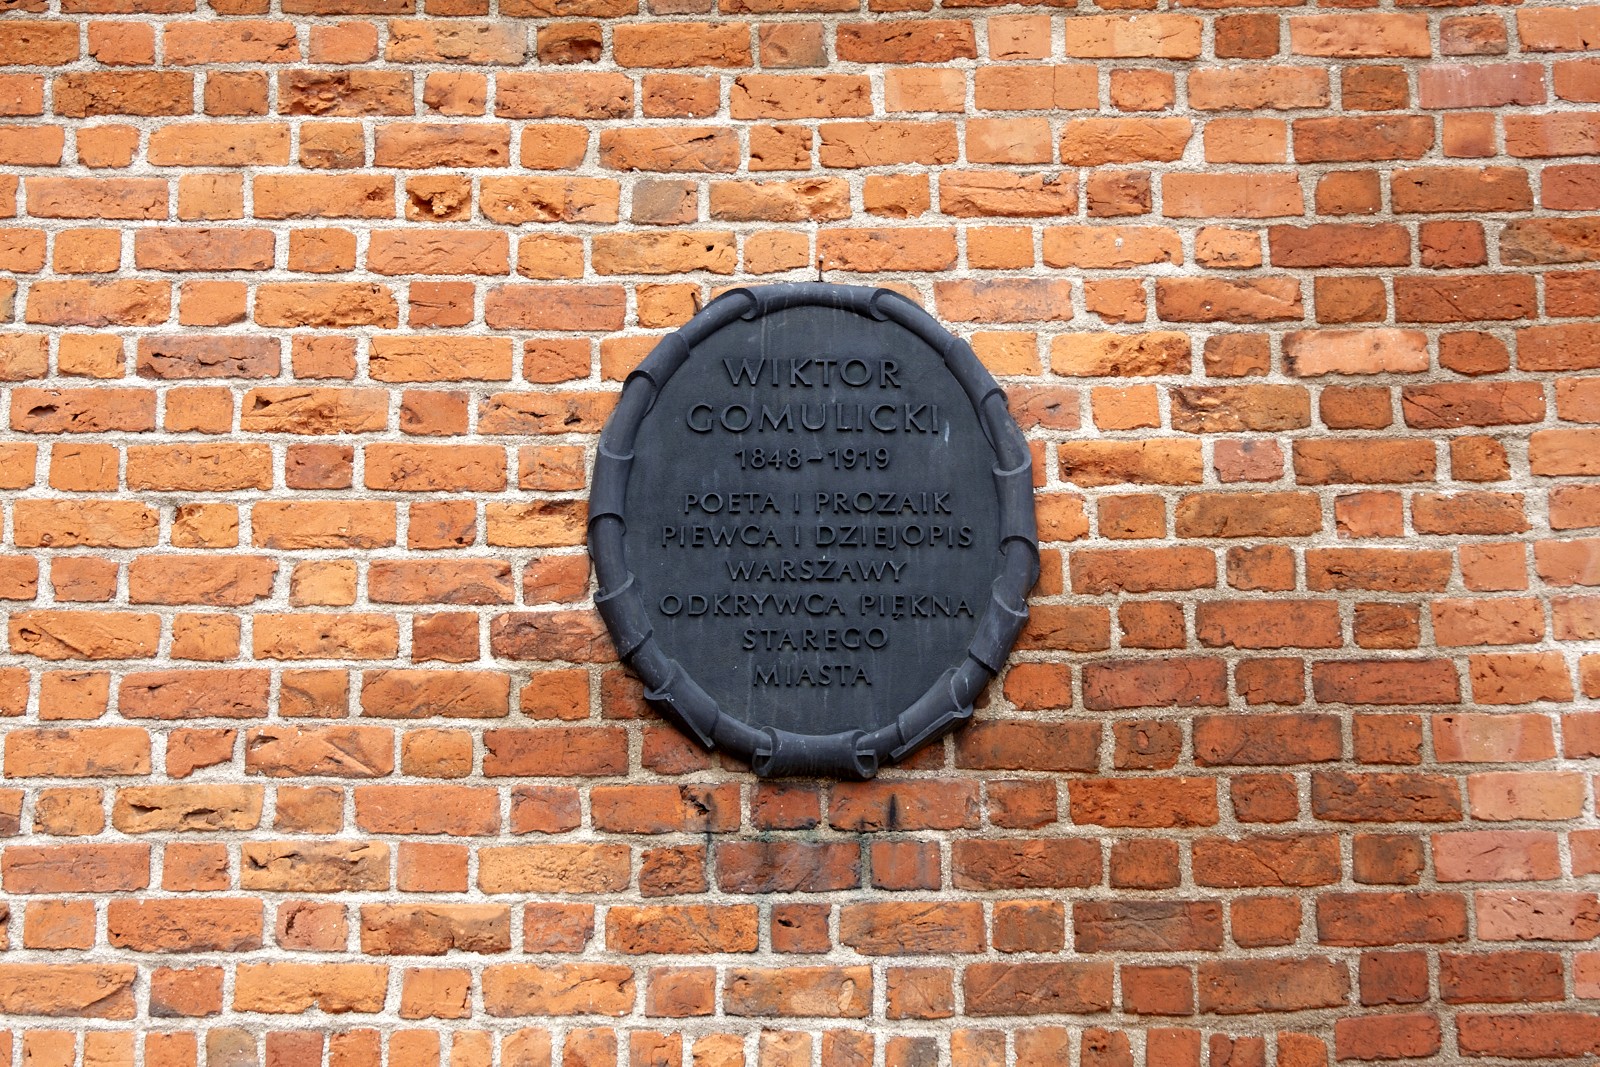 WIKTOR
GOMULICKI
1848-1919
POETA I PROZAIK
PIEWCA I DZIEJOPIS
WARSZAWY
ODKRYWCA PIĘKNA
STAREGO
MIASTA